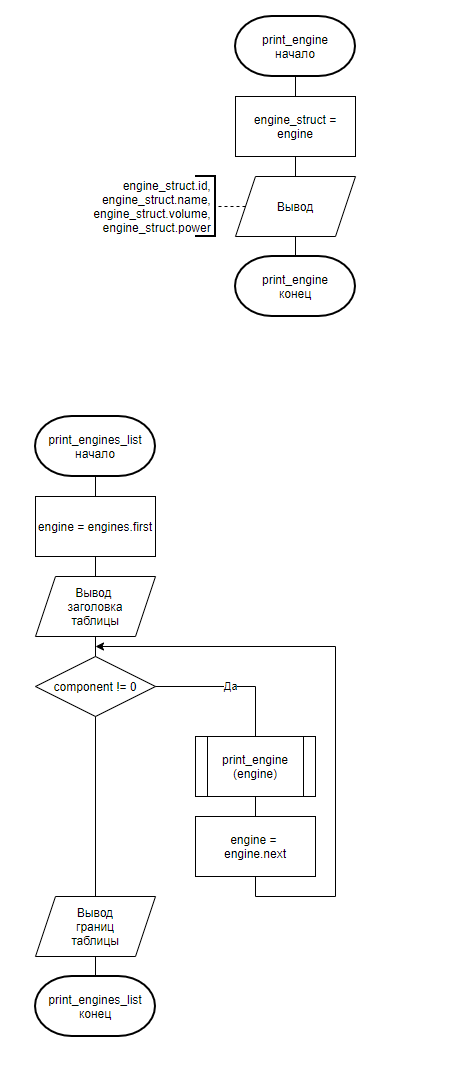 print_engine
начало
engine_struct =
engine
engine_struct.id,
engine_struct.name,
engine_struct.volume,
engine_struct.power
Вывод
print_engine
конец
print_engines_list
начало
engine = engines.first
Вывод
заголовка
таблицы
component != 0
Да
print_engine
(engine)
engine =
engine.next
Вывод
границ
таблицы
print_engines_list
конец